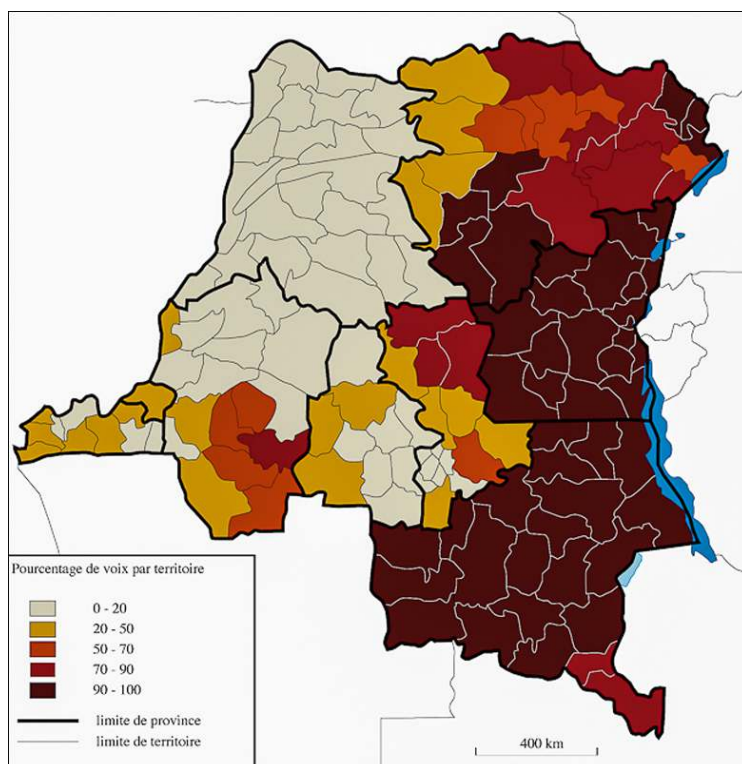 Pourcentage de voix par territoire
0 - 20
20 - 50
50 - 70
70 - 90
90 - 100
limite de province
limite de territoire
400 km